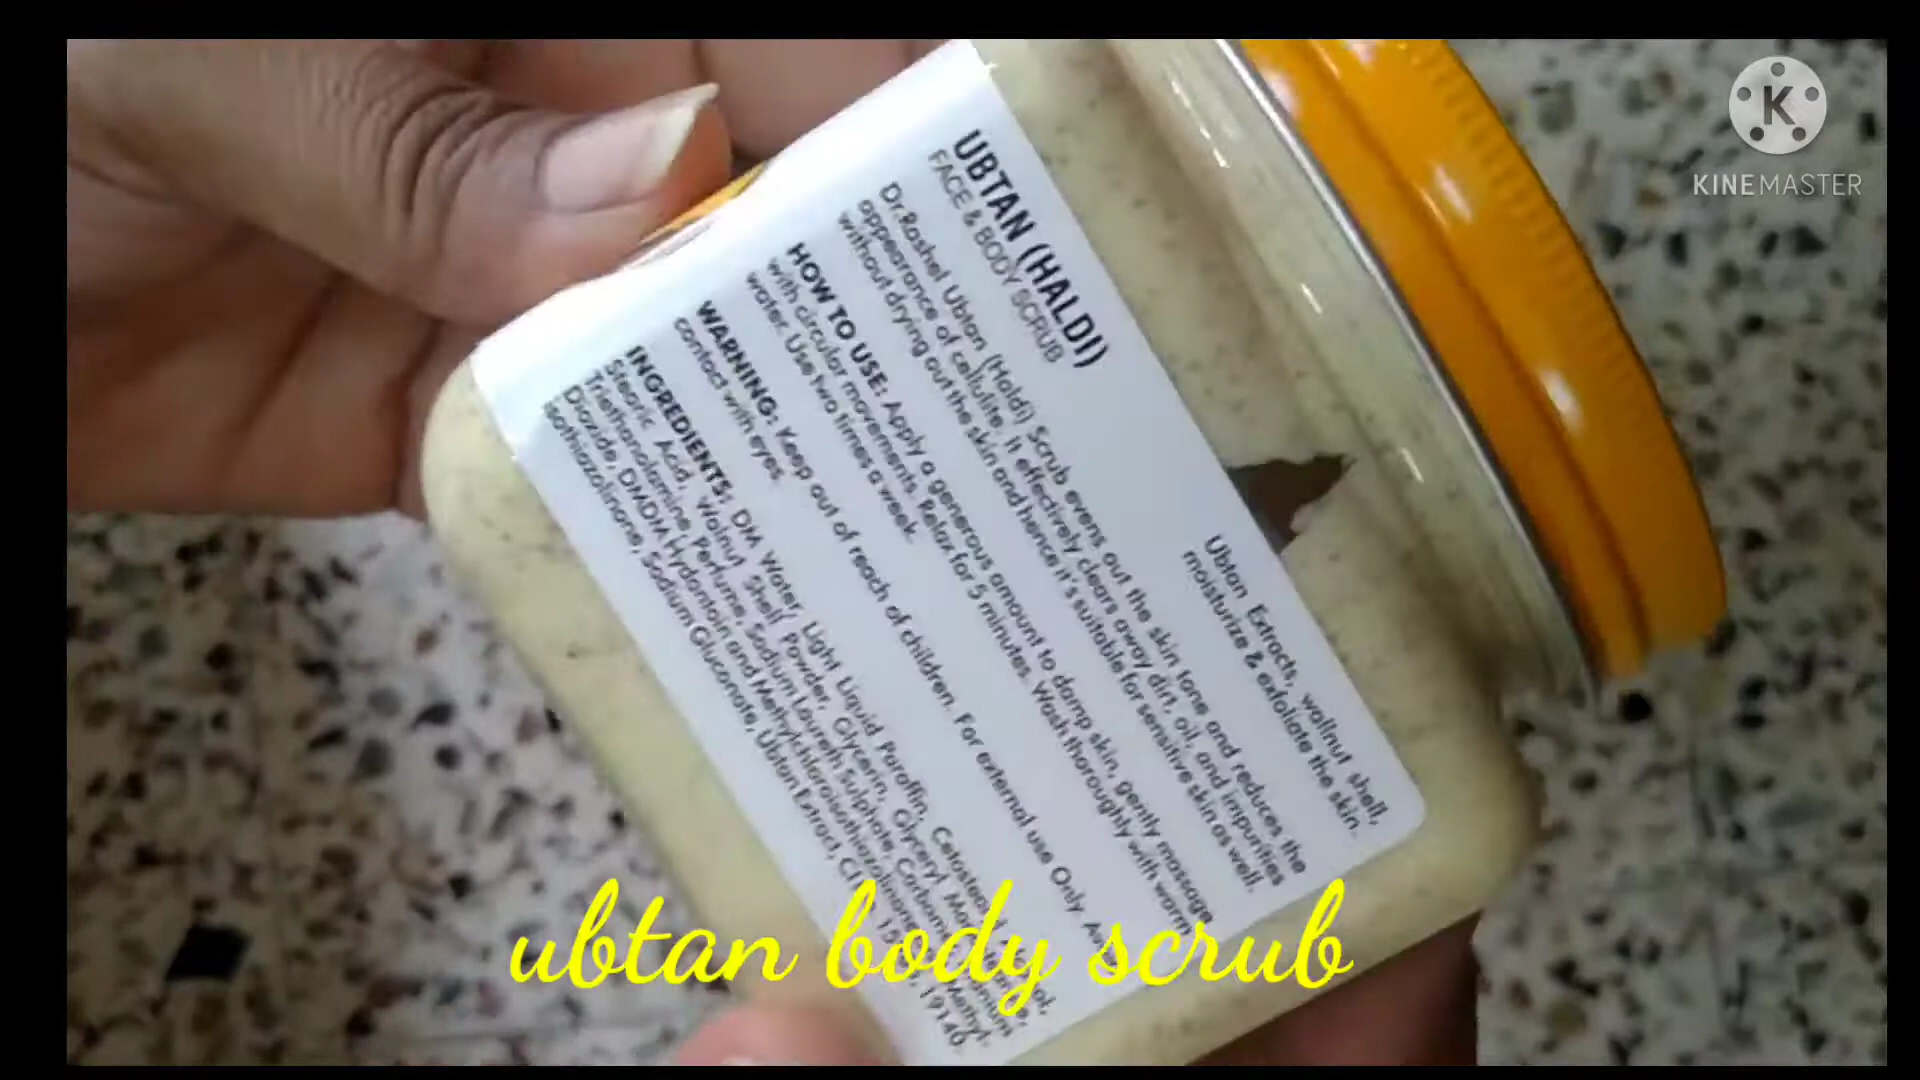 KINEMASTER
UBTAN (HALDI)
FACE & BODY SCRUB
Ubtan Extracts, wallnut shell,
moisturize & exfoliate the skin.
Dr.Rashel Ubtan (Haldi) Scrub evens out the skin tone and reduces the
appearance of cellulite. It effectively clears away dirt, oil, and impurities
without drying out the skin and hence it's suitable for sensitive skin as well.
HOW TO USE: Apply a generous amount to damp skin, gently massage
with circular movements. Relax for 5 minutes. Wash thoroughly with warm
water. Use two times a week.
WARNING: Keep out of reach of children. For external use Only
contact with eyes.
INGREDIENTS: DM Water, Light Liquid Paraffin,
Stearic Acid, Walnut Shell Powder, Glycerin, Glyceryl
Triethanolamine, Perfume, Sodium Laureth Sulphate,
Dioxide, DMDM Hydantoin and Methylchloroisothiazolinone, Methyl-
isothiazolinone, Sodium Gluconate, Ubtan Extract, 19140.
ubtan body scrub